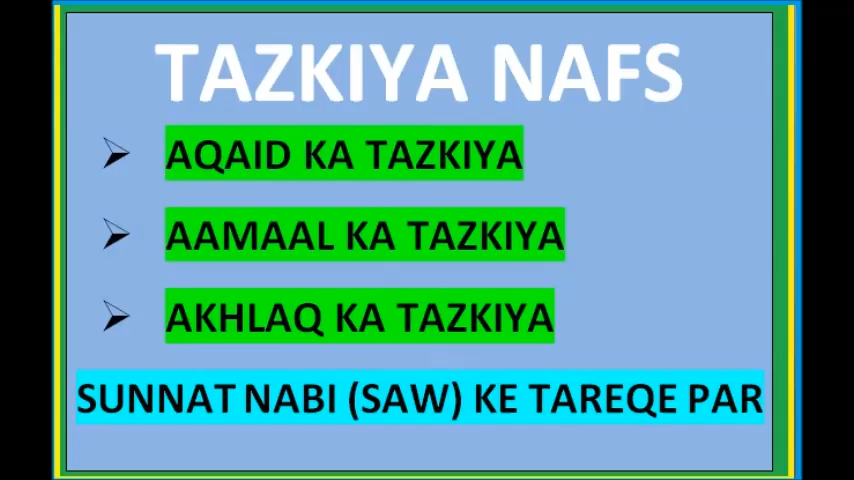 TAZKIYA NAFS
AQAID KA TAZKIYA
AAMAAL KA TAZKIYA
AKHLAQ KA TAZKIYA
SUNNAT NABI (SAW) KE TAREQE PAR